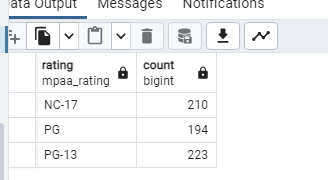 ata Output Messages Notifications
rating count
mpaa_rating bigint
NC-17 210
PG 194
PG-13 223